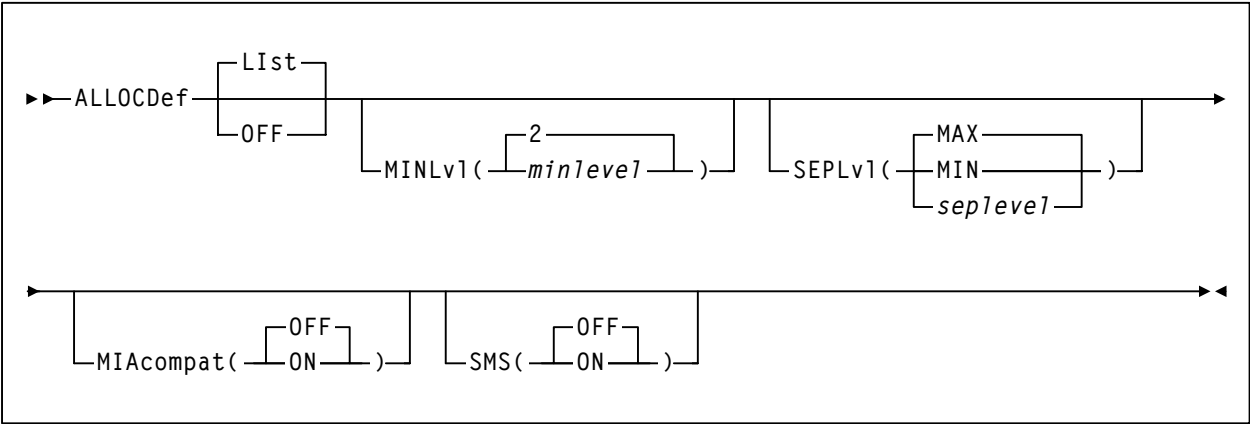 LIst
ALLOCDef
OFF
2
MINLvl( minlevel )
MAX
SEPLvl( MIN )
seplevel
OFF
MIAcompat( ON )
OFF
SMS( ON )